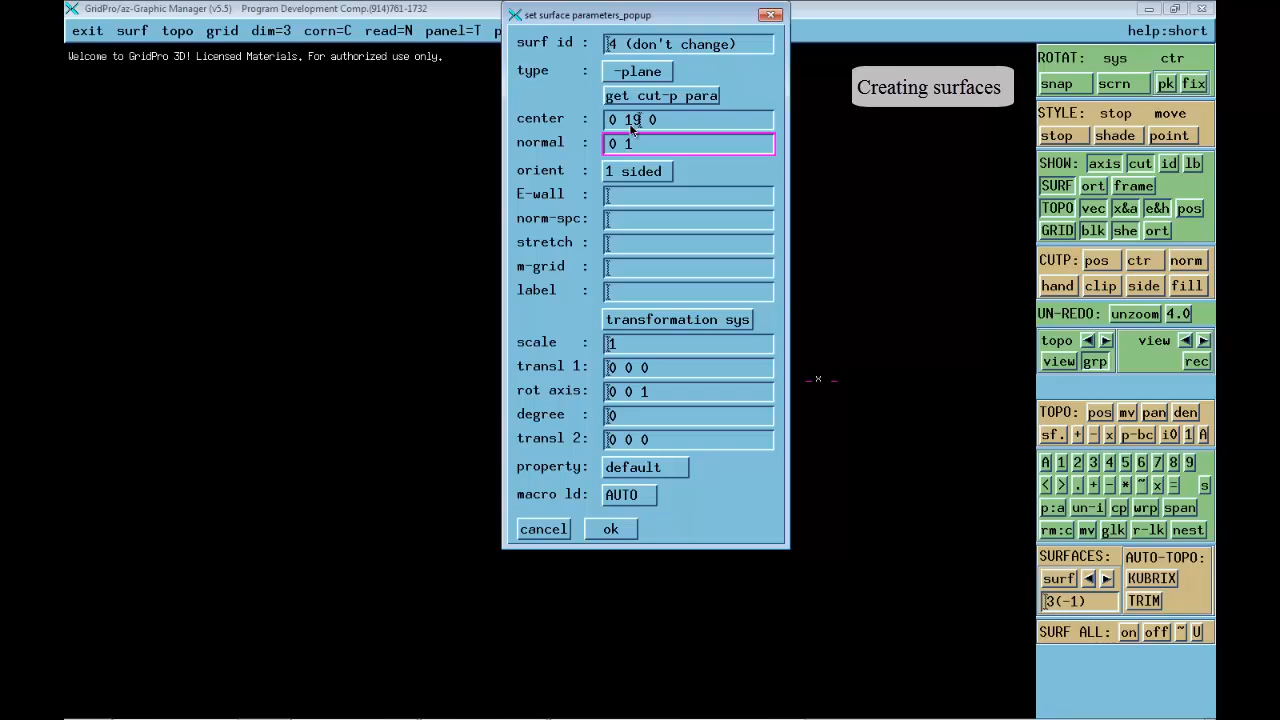 GridPro/az-Graphic Manager (v5.5) Program Development Comp.(914)761-1732
exit surf topo grid dim=3 corn=C read=N panel=T p
help:short
Welcome to GridPro 3D! Licensed Materials. For authorized use only.
set surface parameters_popup
surf id : 4 (don't change)
type : -plane
get cut-p para
center : 0 19 0
normal : 0 1
orient : 1 sided
E-wall :
norm-spc:
stretch :
m-grid :
label :
transformation sys
scale : 1
transl 1: 0 0 0
rot axis: 0 0 1
degree : 0
transl 2: 0 0 0
property: default
macro ld: AUTO
cancel ok
Creating surfaces
x
ROTAT: sys ctr
snap scrn pk fix
STYLE: stop move
stop shade point
SHOW: axis cut id lb
SURF ort frame
TOPO vec x&a e&h pos
GRID blk she ort
CUTP: pos ctr norm
hand clip side fill
UN-REDO: unzoom 4.0
topo view
view grp rec
TOPO: pos mv pan den
sf. + - x p-bc i0 1 A
A 1 2 3 4 5 6 7 8 9
< > . + - * ~ x = s
p:a un-i cp wrp span
rm:c mv glk r-lk nest
SURFACES: AUTO-TOPO:
surf KUBRIX
3(-1) TRIM
SURF ALL: on off ~ U